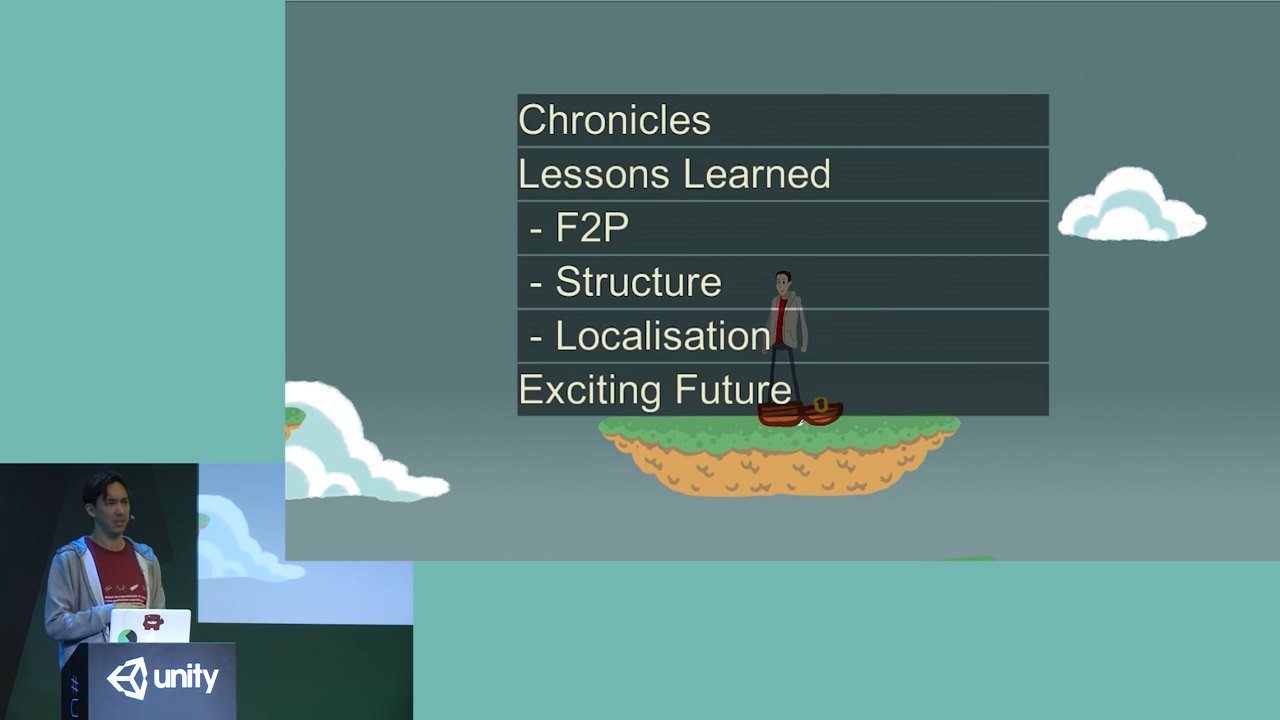 Chronicles
Lessons Learned
- F2P
- Structure
- Localisation
Exciting Future
unity
#U